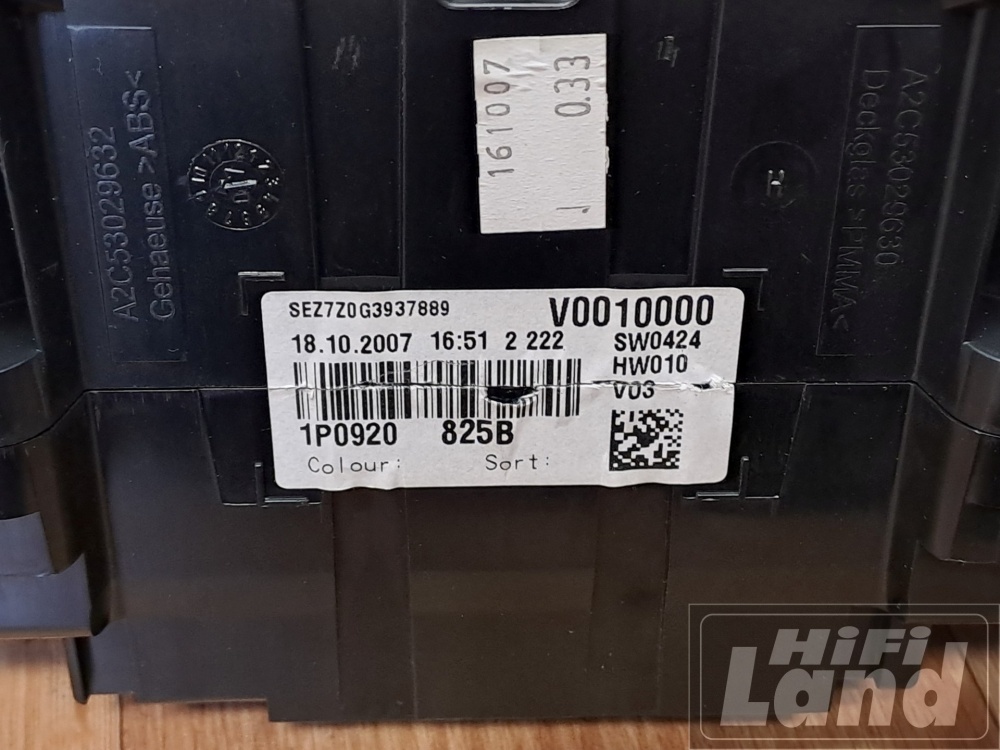 A2C53029632
Gehaeuse >ABS<
161007
J 0.33
H
A2C53029630
Deckglas >PMMA<
SEZ7Z0G3937889
V0010000
18.10.2007 16:51 2 222
SW0424
HW010
V03
1P0920 825B
Colour: Sort:
HiFi
Land